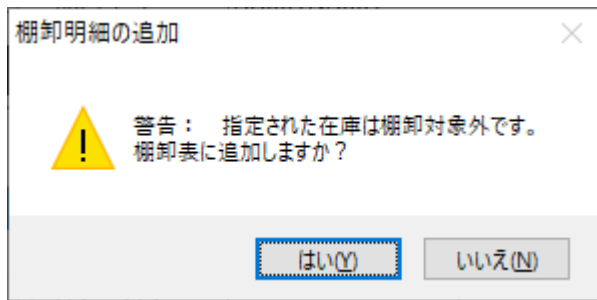 棚卸明細の追加
警告： 指定された在庫は棚卸対象外です。
棚卸表に追加しますか？
はい(Y)
いいえ(N)